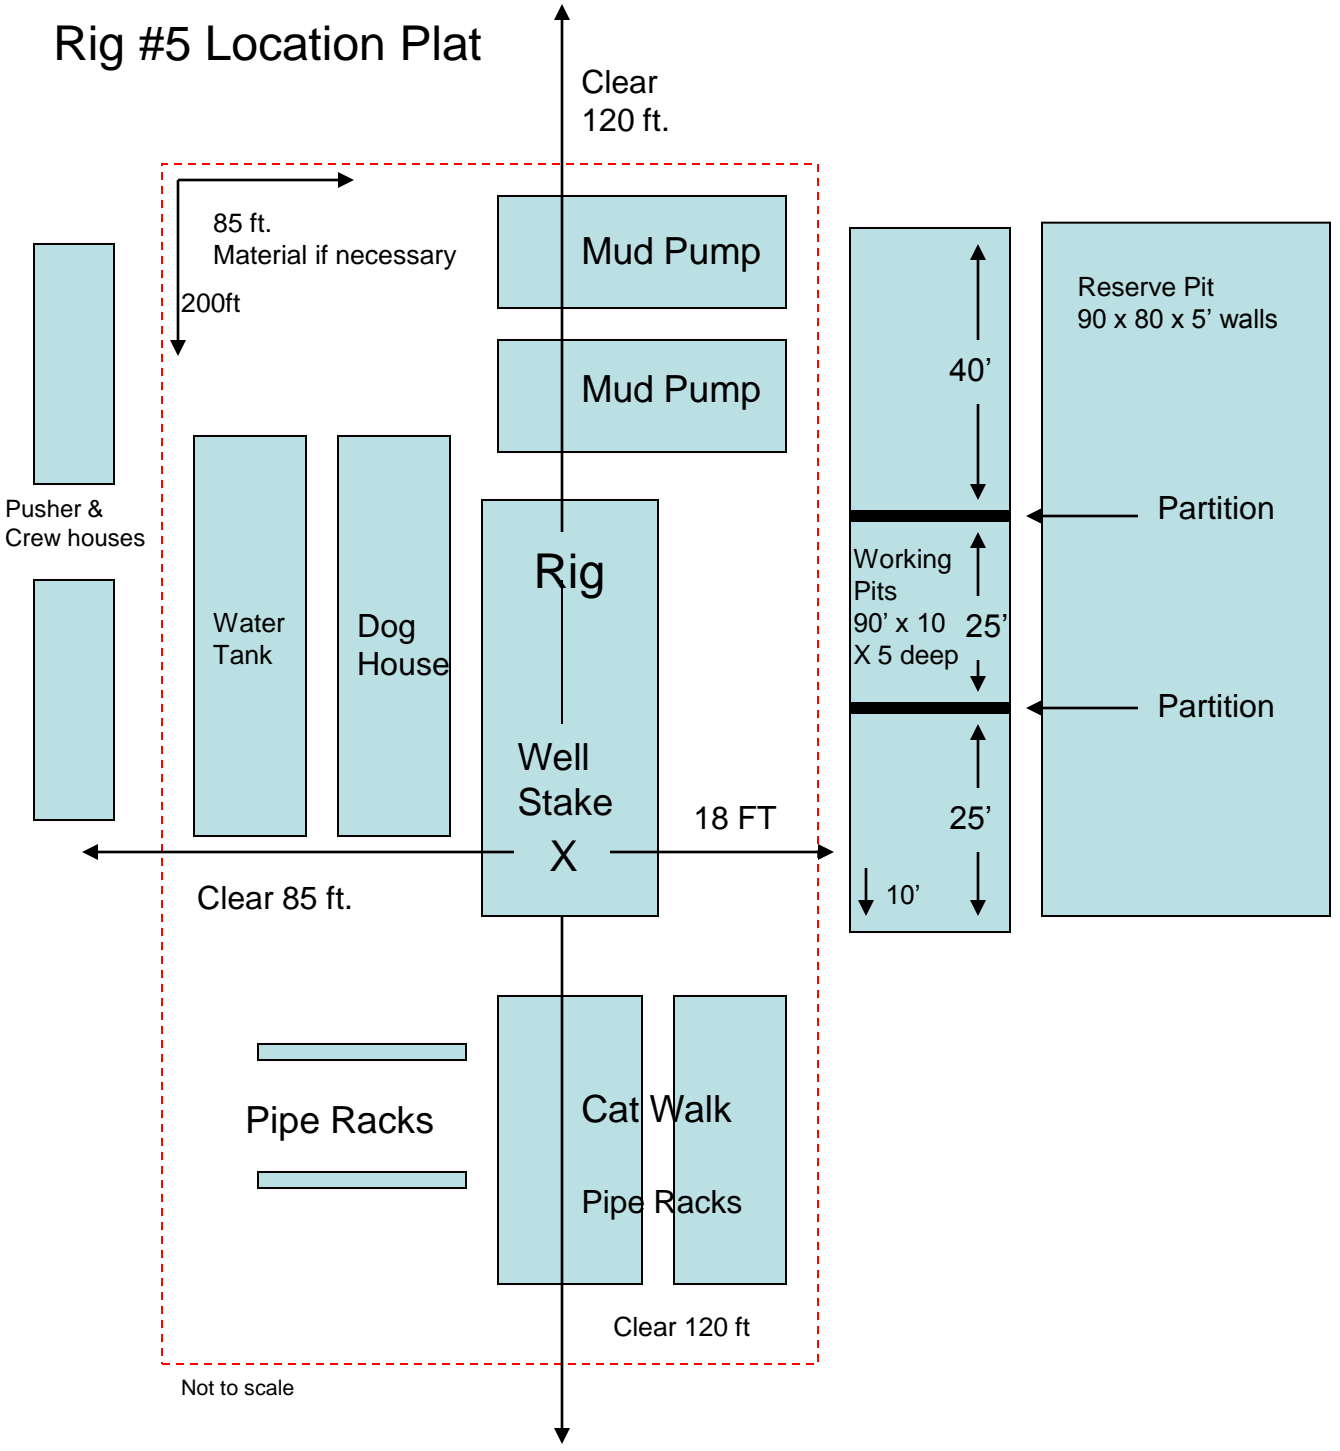 Rig #5 Location Plat
Clear
120 ft.
85 ft.
Material if necessary
200ft
Mud Pump
Mud Pump
Reserve Pit
90 x 80 x 5’ walls
40’
Partition
Pusher &
Crew houses
Rig
Working
Pits
90’ x 10
X 5 deep
25’
Water
Tank
Dog
House
Partition
Well
Stake
X
18 FT
25’
Clear 85 ft.
10’
Pipe Racks
Cat Walk
Pipe Racks
Clear 120 ft
Not to scale